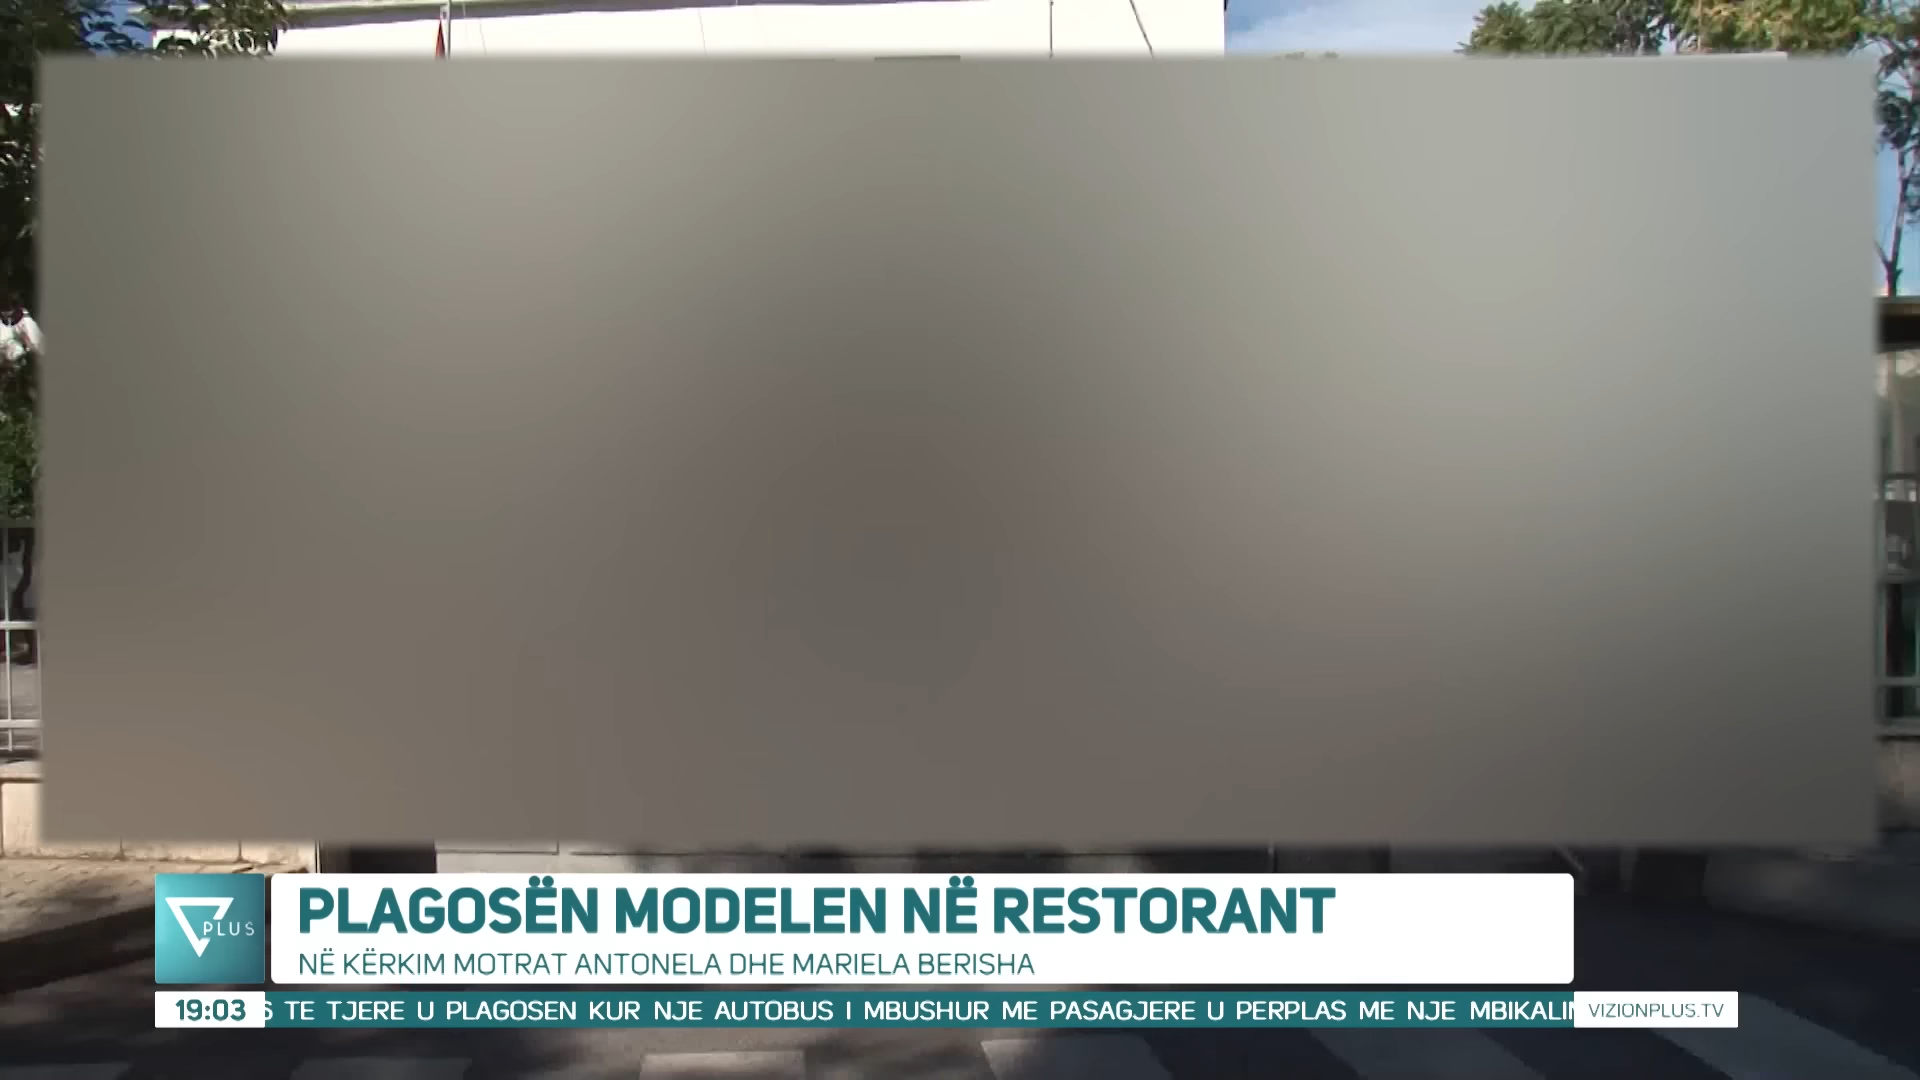 PLAGOSËN MODELEN NË RESTORANT
PLUS
NË KËRKIM MOTRAT ANTONELA DHE MARIELA BERISHA
19:03 TE TJERE U PLAGOSEN KUR NJE AUTOBUS I MBUSHUR ME PASAGJERE U PERPLAS ME NJE VIZIONPLUS.TV